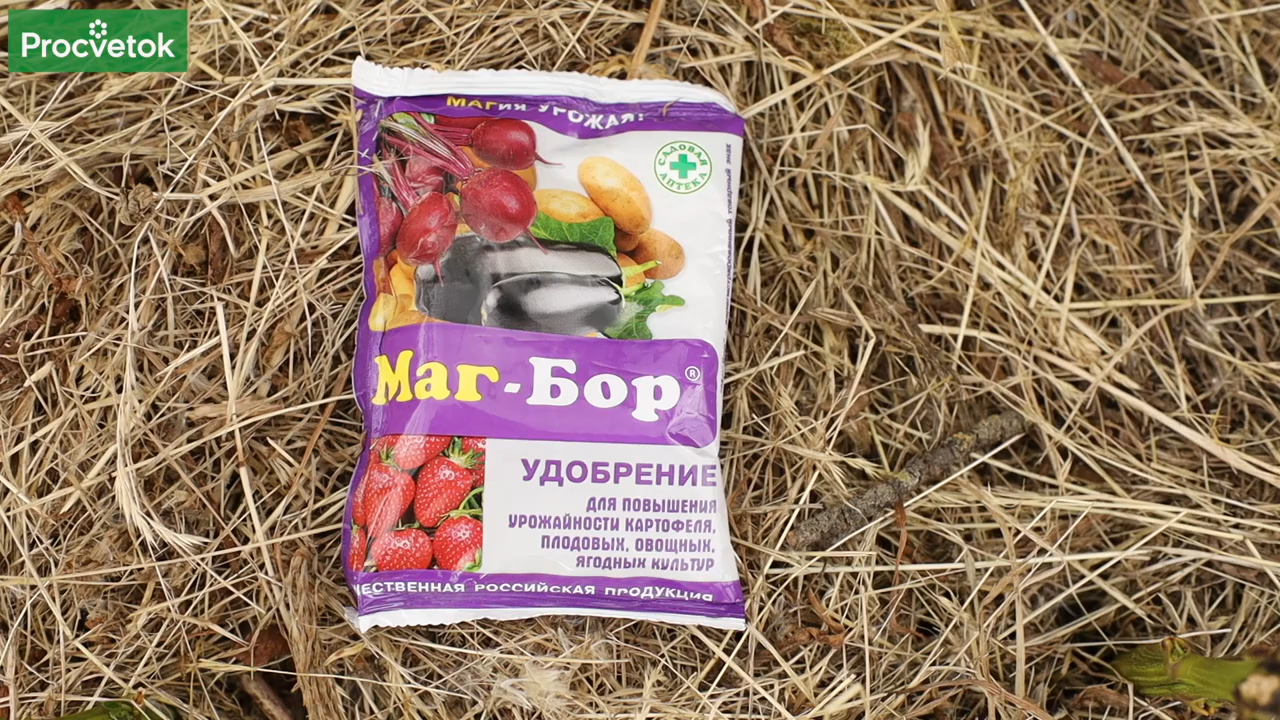 Procvetok
МАГИЯ УРОЖАЯ!
САДОВАЯ АПТЕКА
Маг-Бор®
УДОБРЕНИЕ
ДЛЯ ПОВЫШЕНИЯ
УРОЖАЙНОСТИ КАРТОФЕЛЯ,
ПЛОДОВЫХ, ОВОЩНЫХ,
ЯГОДНЫХ КУЛЬТУР
РОССИЙСКАЯ ПРОДУКЦИЯ